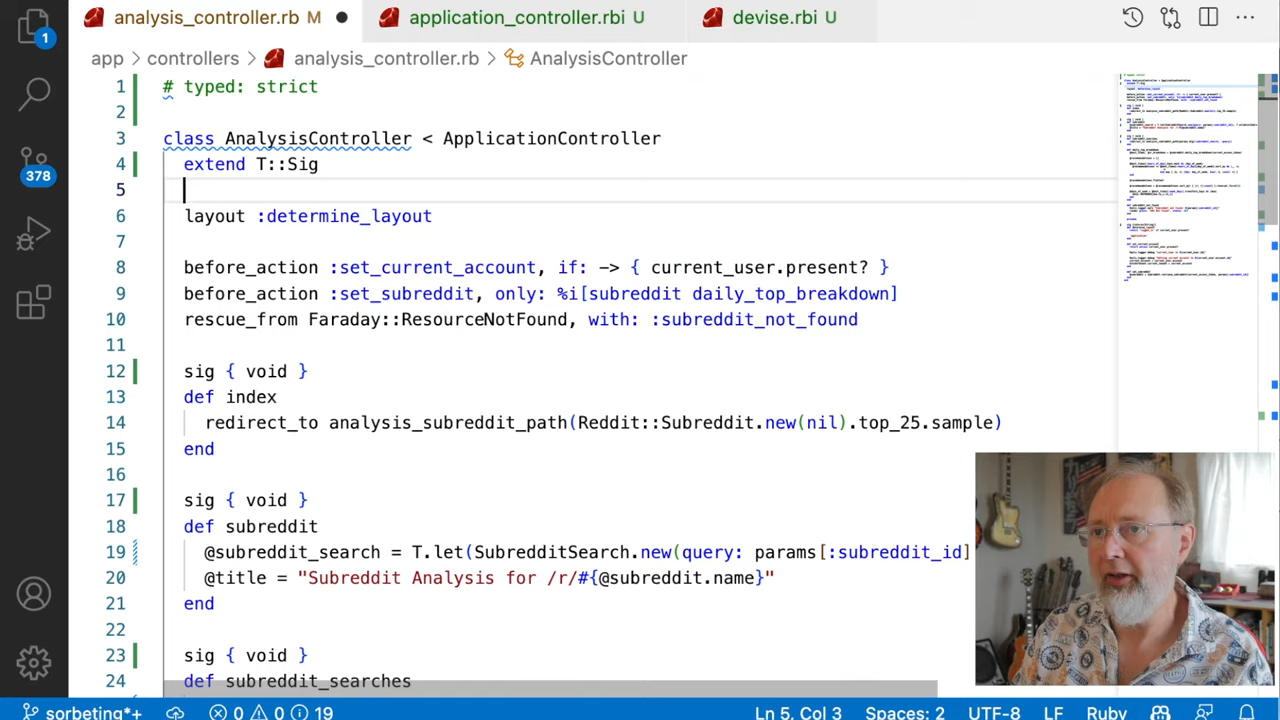 analysis_controller.rb M
application_controller.rbi U
devise.rbi U
1
app > controllers > analysis_controller.rb > AnalysisController
1 # typed: strict
2
3 class AnalysisController < ApplicationController
4 extend T::Sig
5
6 layout :determine_layout
7
8 before_action :set_current_account, if: -> { current_user.present? }
9 before_action :set_subreddit, only: %i[subreddit daily_top_breakdown]
10 rescue_from Faraday::ResourceNotFound, with: :subreddit_not_found
11
12 sig { void }
13 def index
14 redirect_to analysis_subreddit_path(Reddit::Subreddit.new(nil).top_25.sample)
15 end
16
17 sig { void }
18 def subreddit
19 @subreddit_search = T.let(SubredditSearch.new(query: params[:subreddit_id]
20 @title = "Subreddit Analysis for /r/#{@subreddit.name}"
21 end
22
23 sig { void }
24 def subreddit_searches
378
sorbeting*+ 0 0 19 Ln 5, Col 3 Spaces: 2 UTF-8 LF Ruby